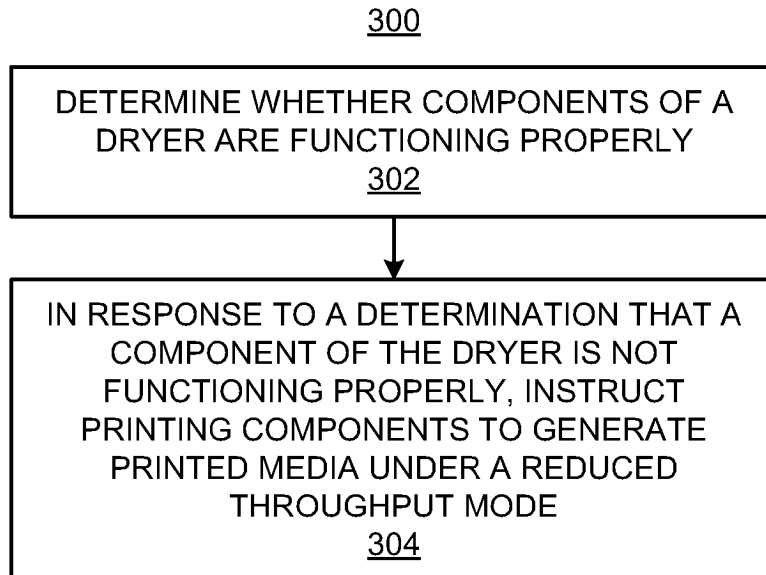 300
DETERMINE WHETHER COMPONENTS OF A
DRYER ARE FUNCTIONING PROPERLY
302
IN RESPONSE TO A DETERMINATION THAT A
COMPONENT OF THE DRYER IS NOT
FUNCTIONING PROPERLY, INSTRUCT
PRINTING COMPONENTS TO GENERATE
PRINTED MEDIA UNDER A REDUCED
THROUGHPUT MODE
304